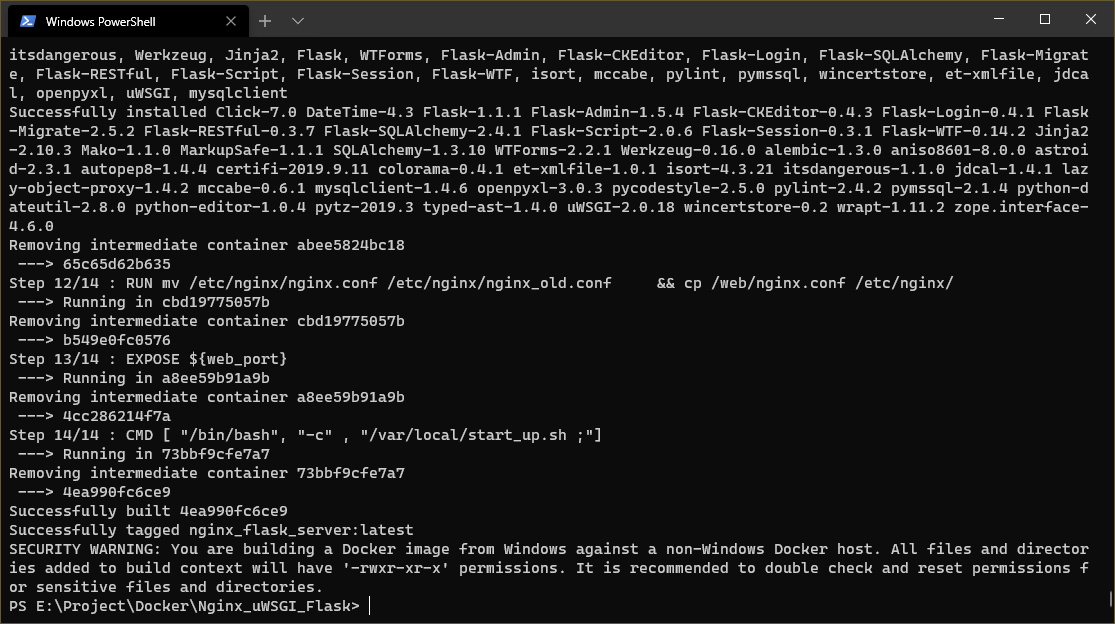 Windows PowerShell
itsdangerous, Werkzeug, Jinja2, Flask, WTForms, Flask-Admin, Flask-CKEditor, Flask-Login, Flask-SQLAlchemy, Flask-Migrat
e, Flask-RESTful, Flask-Script, Flask-Session, Flask-WTF, isort, mccabe, pylint, pymssql, wincertstore, et-xmlfile, jdca
l, openpyxl, uWSGI, mysqlclient
Successfully installed Click-7.0 DateTime-4.3 Flask-1.1.1 Flask-Admin-1.5.4 Flask-CKEditor-0.4.3 Flask-Login-0.4.1 Flask
-Migrate-2.5.2 Flask-RESTful-0.3.7 Flask-SQLAlchemy-2.4.1 Flask-Script-2.0.6 Flask-Session-0.3.1 Flask-WTF-0.14.2 Jinja2
-2.10.3 Mako-1.1.0 MarkupSafe-1.1.1 SQLAlchemy-1.3.10 WTForms-2.2.1 Werkzeug-0.16.0 alembic-1.3.0 aniso8601-8.0.0 astroi
d-2.3.1 autopep8-1.4.4 certifi-2019.9.11 colorama-0.4.1 et-xmlfile-1.0.1 isort-4.3.21 itsdangerous-1.1.0 jdcal-1.4.1 laz
y-object-proxy-1.4.2 mccabe-0.6.1 mysqlclient-1.4.6 openpyxl-3.0.3 pycodestyle-2.5.0 pylint-2.4.2 pymssql-2.1.4 python-d
ateutil-2.8.0 python-editor-1.0.4 pytz-2019.3 typed-ast-1.4.0 uWSGI-2.0.18 wincertstore-0.2 wrapt-1.11.2 zope.interface-
4.6.0
Removing intermediate container abee5824bc18
 ---> 65c65d62b635
Step 12/14 : RUN mv /etc/nginx/nginx.conf /etc/nginx/nginx_old.conf     && cp /web/nginx.conf /etc/nginx/
 ---> Running in cbd19775057b
Removing intermediate container cbd19775057b
 ---> b549e0fc0576
Step 13/14 : EXPOSE ${web_port}
 ---> Running in a8ee59b91a9b
Removing intermediate container a8ee59b91a9b
 ---> 4cc286214f7a
Step 14/14 : CMD [ "/bin/bash", "-c" , "/var/local/start_up.sh ;"]
 ---> Running in 73bbf9cfe7a7
Removing intermediate container 73bbf9cfe7a7
 ---> 4ea990fc6ce9
Successfully built 4ea990fc6ce9
Successfully tagged nginx_flask_server:latest
SECURITY WARNING: You are building a Docker image from Windows against a non-Windows Docker host. All files and director
ies added to build context will have '-rwxr-xr-x' permissions. It is recommended to double check and reset permissions f
or sensitive files and directories.
PS E:\Project\Docker\Nginx_uWSGI_Flask>